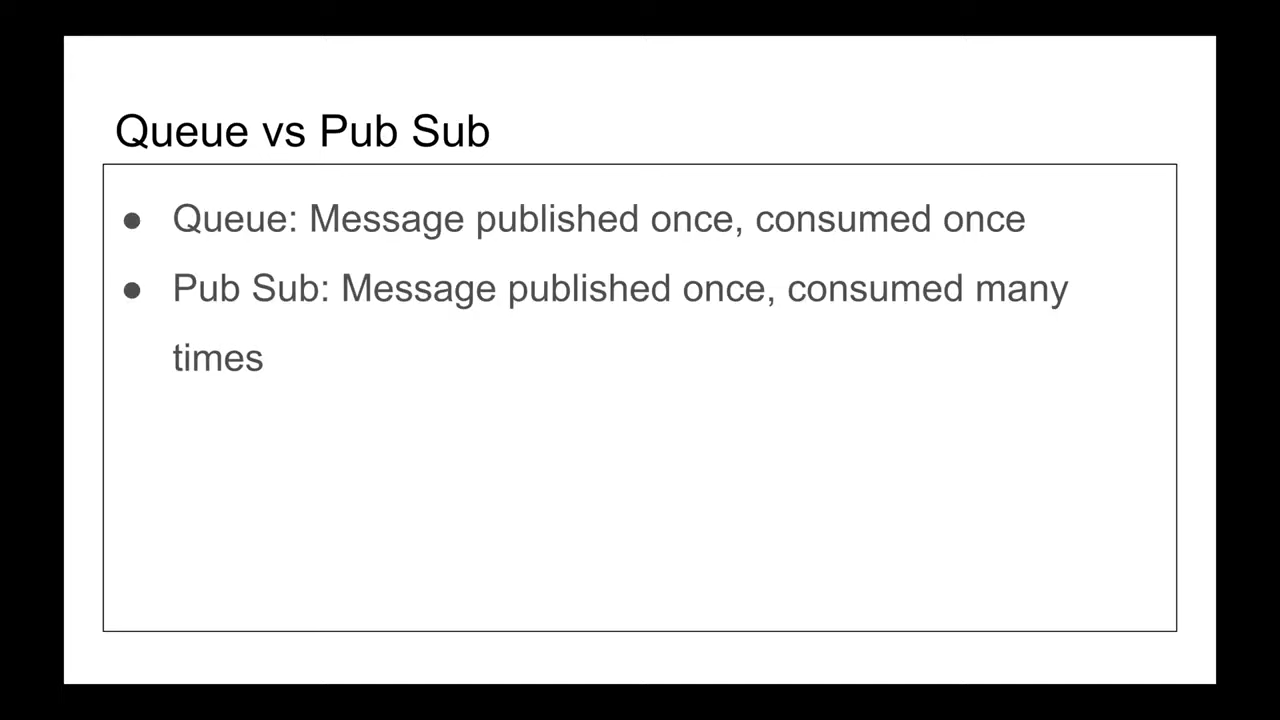 Queue vs Pub Sub
● Queue: Message published once, consumed once
● Pub Sub: Message published once, consumed many
times